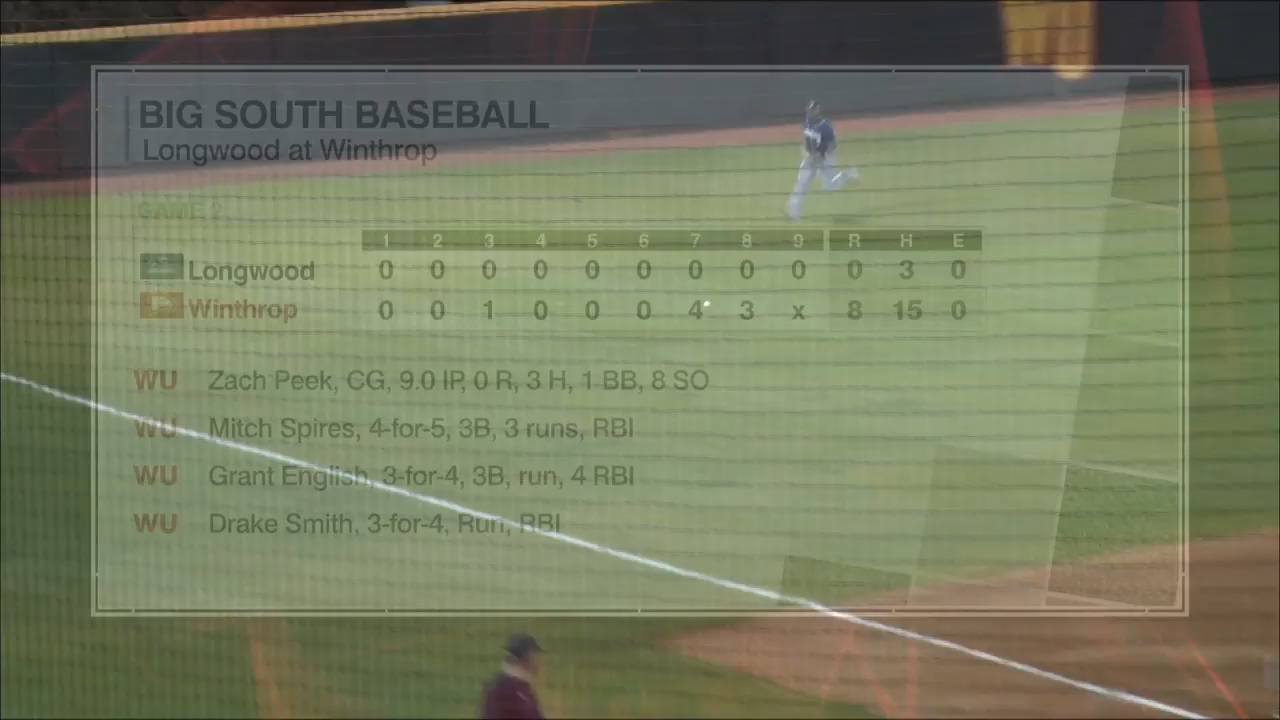 BIG SOUTH BASEBALL
Longwood at Winthrop
GAME 2
1 2 3 4 5 6 7 8 9 R H E
Longwood 0 0 0 0 0 0 0 0 0 0 3 0
Winthrop 0 0 1 0 0 0 4 3 x 8 15 0
WU Zach Peek, CG, 9.0 IP, 0 R, 3 H, 1 BB, 8 SO
WU Mitch Spires, 4-for-5, 3B, 3 runs, RBI
WU Grant English, 3-for-4, 3B, run, 4 RBI
WU Drake Smith, 3-for-4, Run, RBI